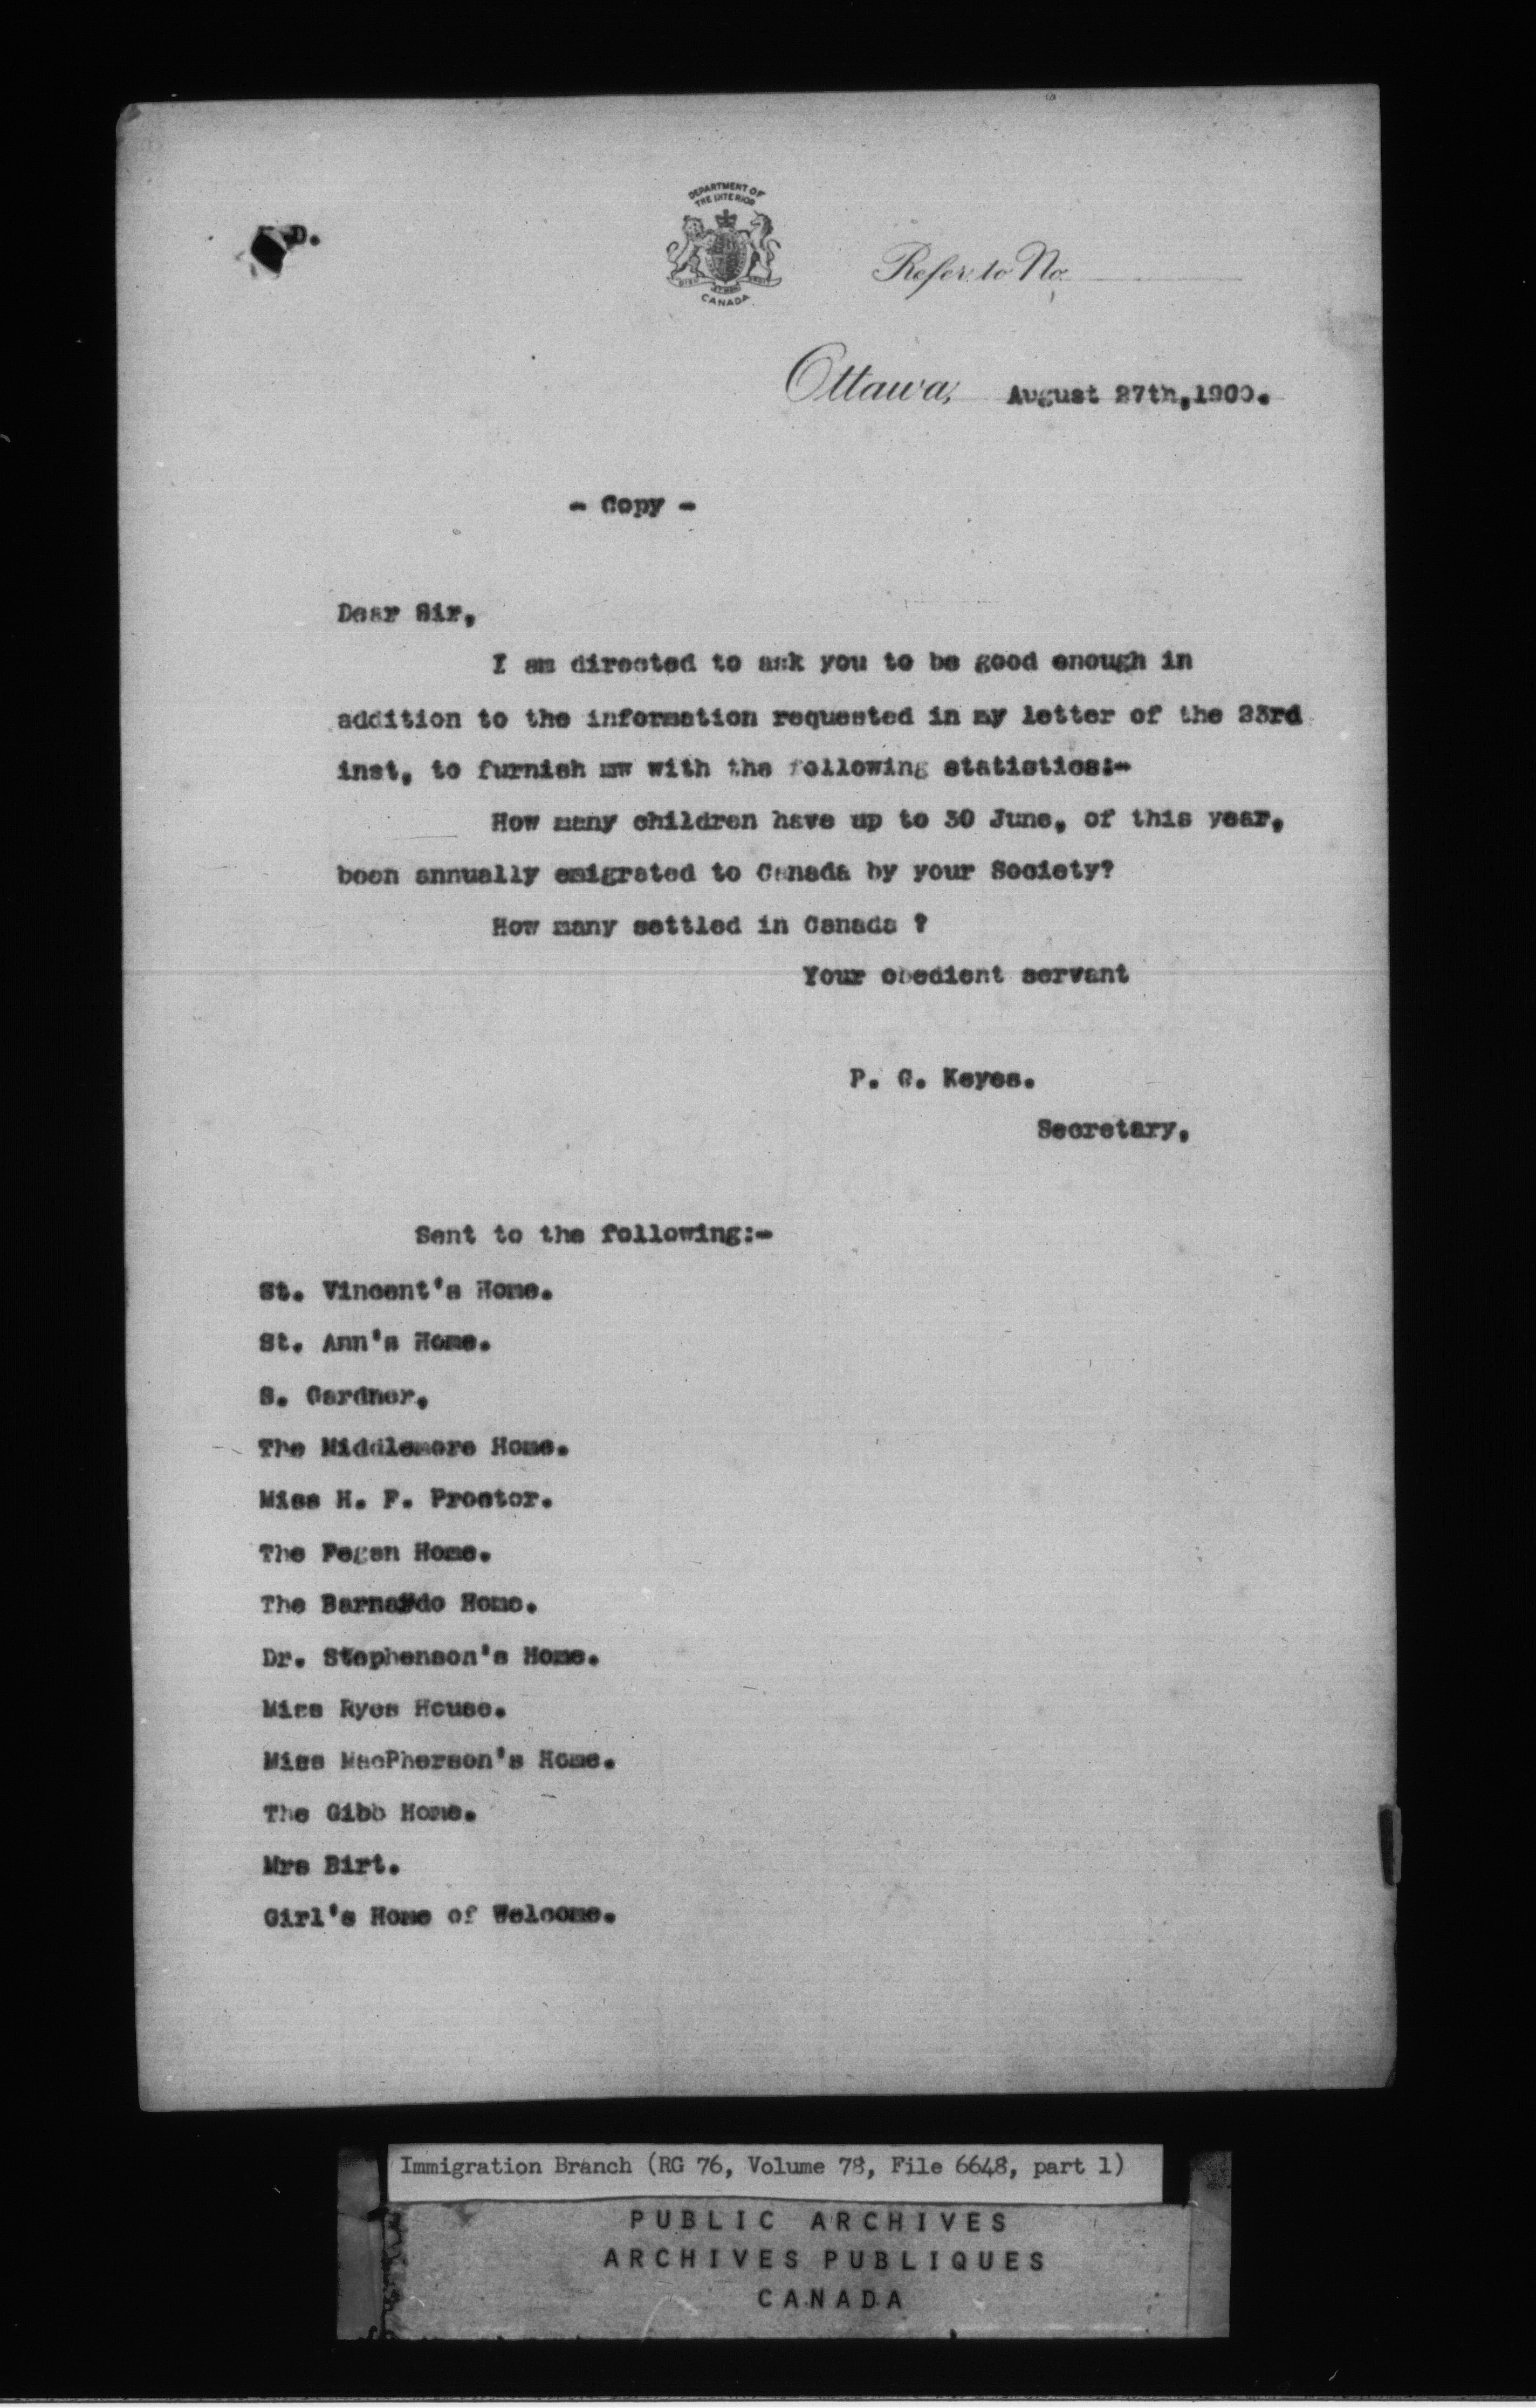 D.
DEPARTMENT OF
THE INTERIOR
CANADA
Refer to No.
Ottawa, August 27th,1900.
- Copy -
Dear Sir,
I am directed to ask you to be good enough in
addition to the information requested in my letter of the 23rd
inst, to furnish mw with the following statistics:-
How many children have up to 30 June, of this year,
been annually emigrated to Canada by your Society?
How many settled in Canada ?
Your obedient servant
P. G. Keyes.
Secretary,
Sent to the following:-
St. Vincent's Home.
St. Ann's Home.
S. Gardner,
The Middlemore Home.
Miss H. F. Proctor.
The Fegan Home.
The Barnardo Home.
Dr. Stephenson's Home.
Miss Ryes House.
Miss MacPherson's Home.
The Gibb Home.
Mrs Birt.
Girl's Home of Welcome.
Immigration Branch (RG 76, Volume 78, File 6648, part 1)
PUBLIC ARCHIVES
ARCHIVES PUBLIQUES
CANADA